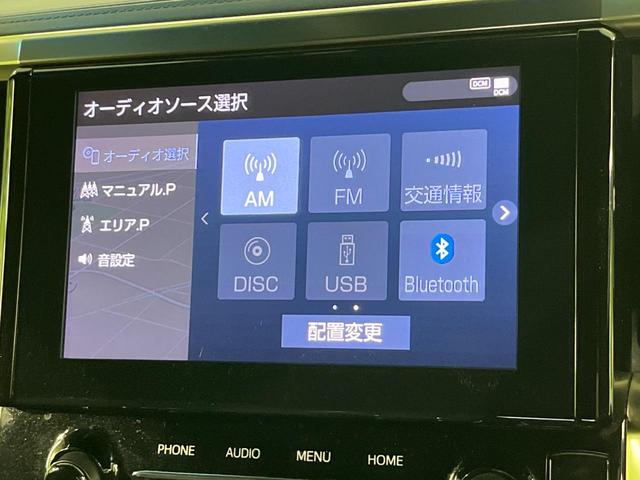 DCM
DCM
オーディオソース選択
オーディオ選択
マニュアル.P
エリア.P
音設定
AM
FM
交通情報
DISC
USB
Bluetooth
配置変更
PHONE
AUDIO
MENU
HOME